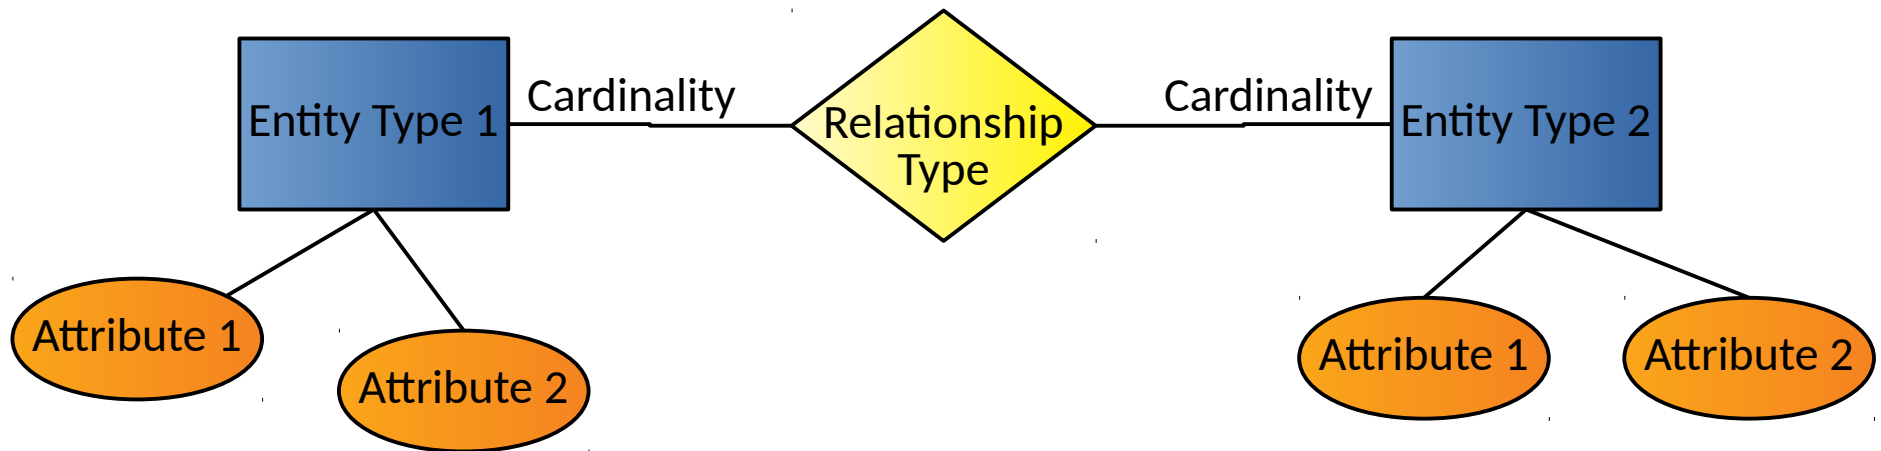 Cardinality
Cardinality
Entity Type 1
Relationship
Type
Entity Type 2
Attribute 1
Attribute 2
Attribute 1
Attribute 2